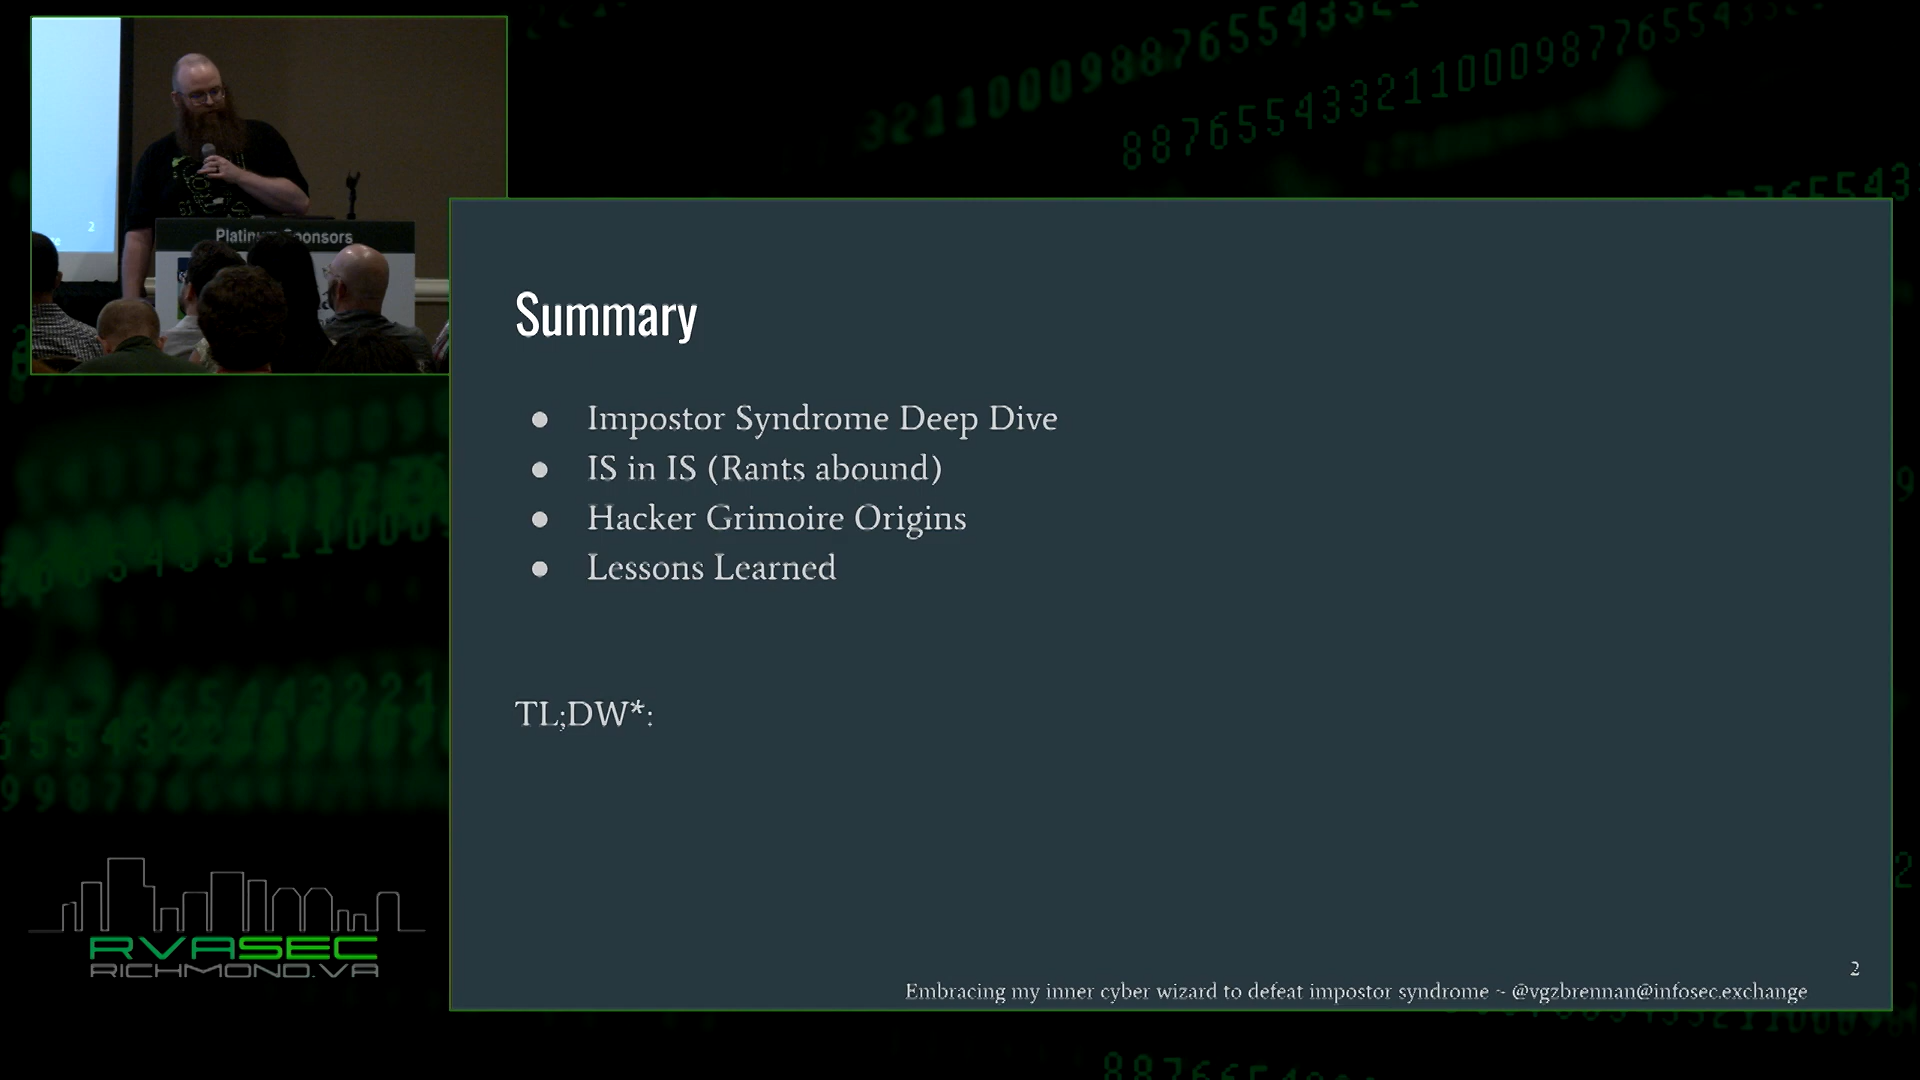 Platinum Sponsors
2
Summary
● Impostor Syndrome Deep Dive
● IS in IS (Rants abound)
● Hacker Grimoire Origins
● Lessons Learned
TL;DW*:
2
Embracing my inner cyber wizard to defeat impostor syndrome ~ @vgzbrennan@infosec.exchange
RVASEC
RICHMOND.VA